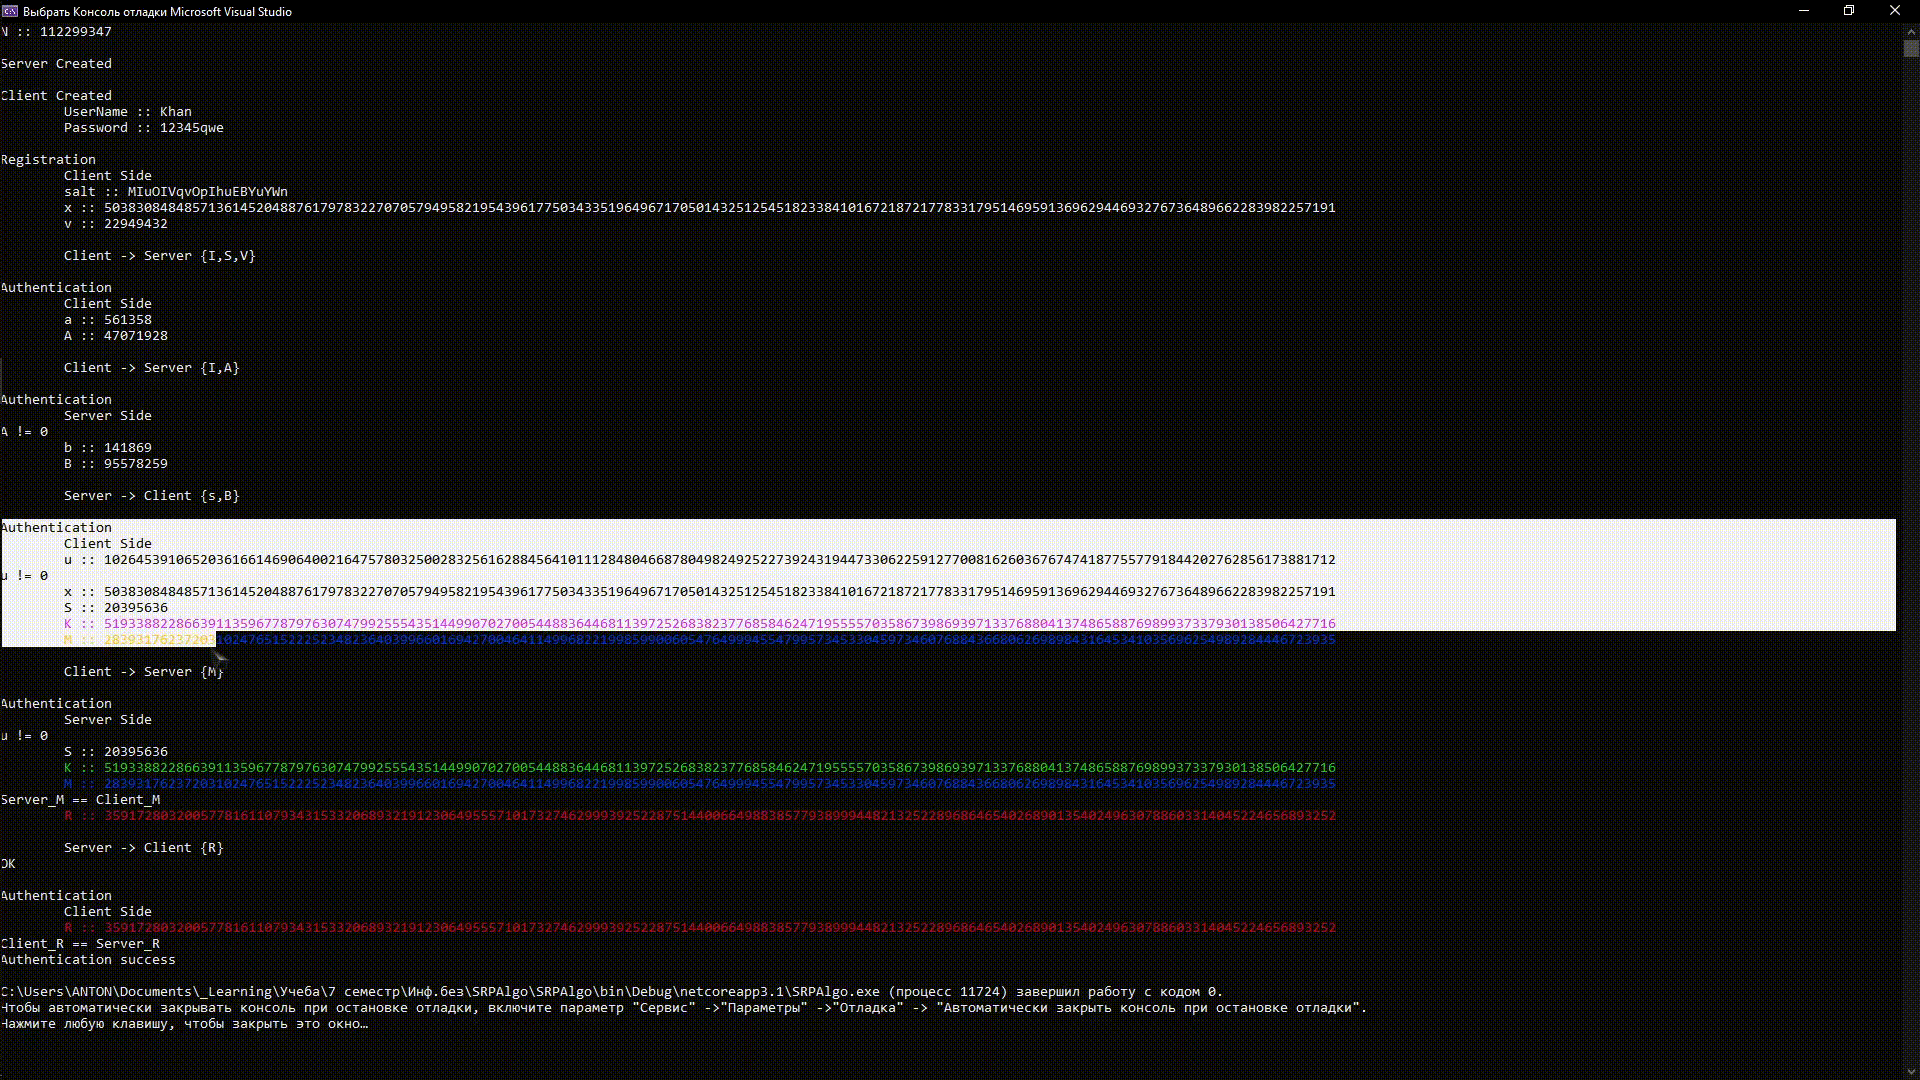 Выбрать Консоль отладки Microsoft Visual Studio
N :: 112299347
Server Created
Client Created
UserName :: Khan
Password :: 12345qwe
Registration
Client Side
salt :: MIuOIVqvOpIhuEBYuYWn
x :: 50383084848571361452048876179783227070579495821954396177503433519649671705014325125451823384101672187217783317951469591369629446932767364896622839822571​91
v :: 22949432
Client -> Server {I,S,V}
Authentication
Client Side
a :: 561358
A :: 47071928
Client -> Server {I,A}
Authentication
Server Side
A != 0
b :: 141869
B :: 95578259
Server -> Client {s,B}
Authentication
Client Side
u :: 1026453910652036166146906400216475780325002832561628845641011128480466878049824925227392431944733062259127700816260367674741877557791844202762856173881712
u != 0
x :: 5038308484857136145204887617978322707057949582195439617750343351964967170501432512545182338410167218721778331795146959136962944693276736489662283982257191
S :: 20395636
K :: 5193388228663911359677879763074799255543514499070270054488364468113972526838237768584624719555570358673986939713376880413748658876989937337930138506427716
M :: 2839317623720310247651522252348236403996601694270046411499682219985990060547649994554799573453304597346076884366806269898431645341035696254989284446723935
Client -> Server {M}
Authentication
Server Side
u != 0
S :: 20395636
K :: 5193388228663911359677879763074799255543514499070270054488364468113972526838237768584624719555570358673986939713376880413748658876989937337930138506427716
M :: 2839317623720310247651522252348236403996601694270046411499682219985990060547649994554799573453304597346076884366806269898431645341035696254989284446723935
Server_M == Client_M
R :: 3591728032005778161107934315332068932191230649555710173274629993925228751440066498838577938999448213252289686465402689013540249630788603314045224656893252
Server -> Client {R}
OK
Authentication
Client Side
R :: 3591728032005778161107934315332068932191230649555710173274629993925228751440066498838577938999448213252289686465402689013540249630788603314045224656893252
Client_R == Server_R
Authentication success
C:\Users\ANTON\Documents\_Learning\Учеба\7 семестр\Инф.без\SRPAlgo\SRPAlgo\bin\Debug\netcoreapp3.1\SRPAlgo.exe (процесс 11724) завершил работу с кодом 0.
Чтобы автоматически закрывать консоль при остановке отладки, включите параметр "Сервис" ->"Параметры" ->"Отладка" -> "Автоматически закрыть консоль при остановке отладки".
Нажмите любую клавишу, чтобы закрыть это окно…